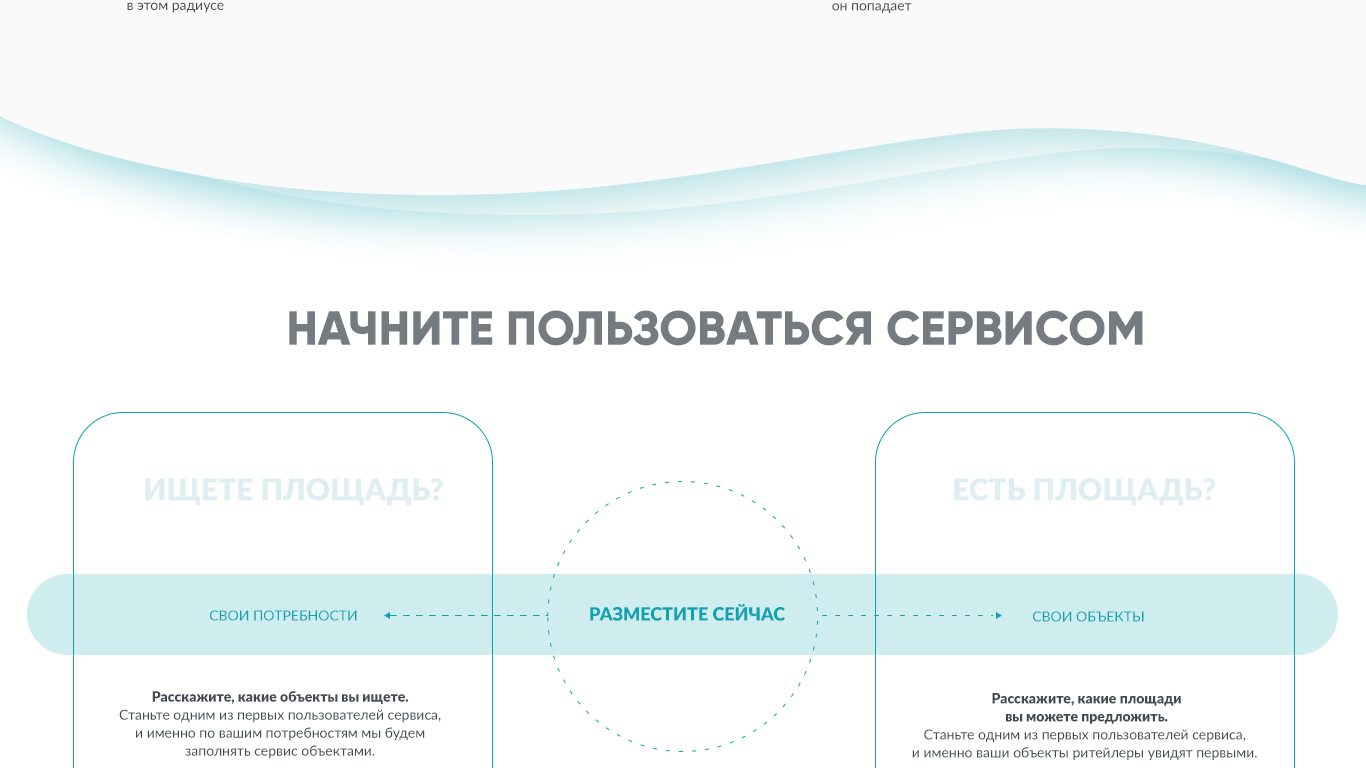 в этом радиусе
он попадает
НАЧНИТЕ ПОЛЬЗОВАТЬСЯ СЕРВИСОМ
ИЩЕТЕ ПЛОЩАДЬ?
ЕСТЬ ПЛОЩАДЬ?
СВОИ ПОТРЕБНОСТИ
РАЗМЕСТИТЕ СЕЙЧАС
СВОИ ОБЪЕКТЫ
Расскажите, какие объекты вы ищете.
Станьте одним из первых пользователей сервиса,
и именно по вашим потребностям мы будем
заполнять сервис объектами.
Расскажите, какие площади
вы можете предложить.
Станьте одним из первых пользователей сервиса,
и именно ваши объекты ритейлеры увидят первыми.